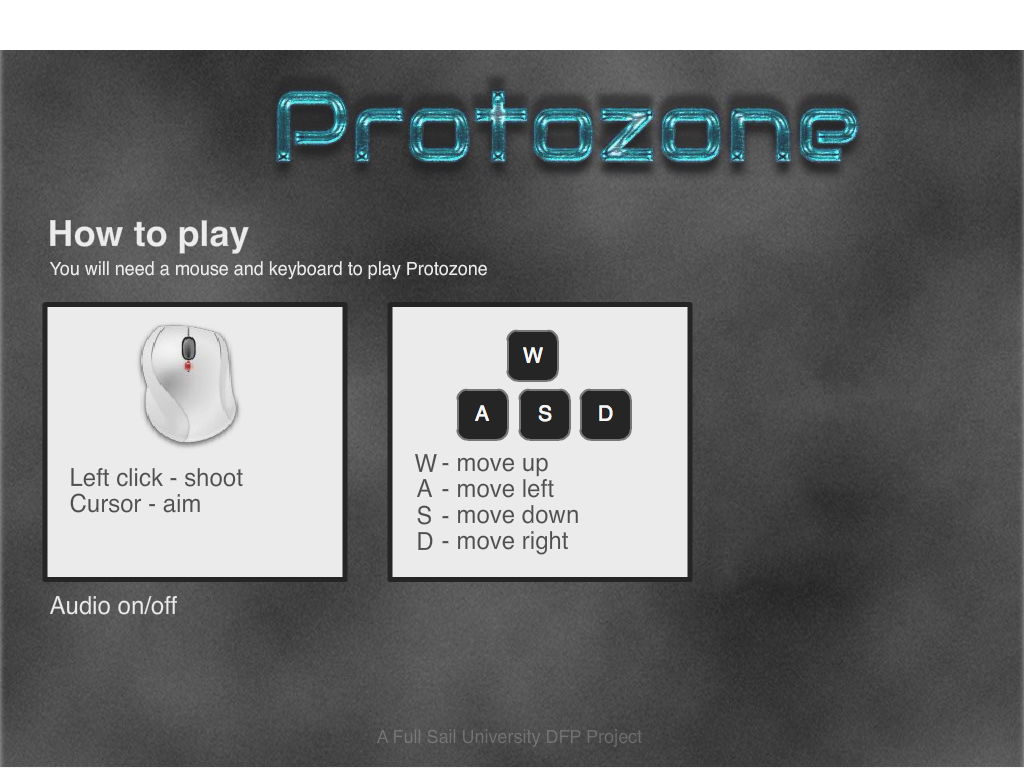 Protozone
How to play
You will need a mouse and keyboard to play Protozone
Left click - shoot
Cursor - aim
W
A S D
W - move up
A - move left
S - move down
D - move right
Audio on/off
A Full Sail University DFP Project